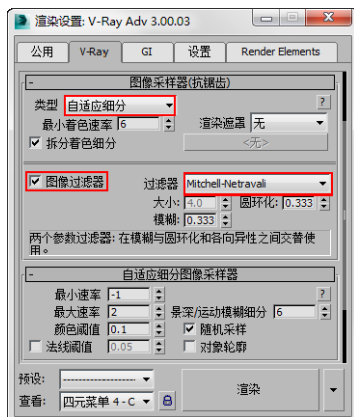 渲染设置: V-Ray Adv 3.00.03
公用 V-Ray GI 设置 Render Elements
- 图像采样器(抗锯齿)
类型 自适应细分 ?
最小着色速率 6 渲染遮罩 无
拆分着色细分 <无>
图像过滤器 过滤器 Mitchell-Netravali
大小: 4.0 圆环化: 0.333
模糊: 0.333
两个参数过滤器: 在模糊与圆环化和各向异性之间交替使
用。
- 自适应细分图像采样器
最小速率 -1 ?
最大速率 2 景深/运动模糊细分 6
颜色阈值 0.1 随机采样
法线阈值 0.05 对象轮廓
预设: -----------------
渲染
查看: 四元菜单 4 - C